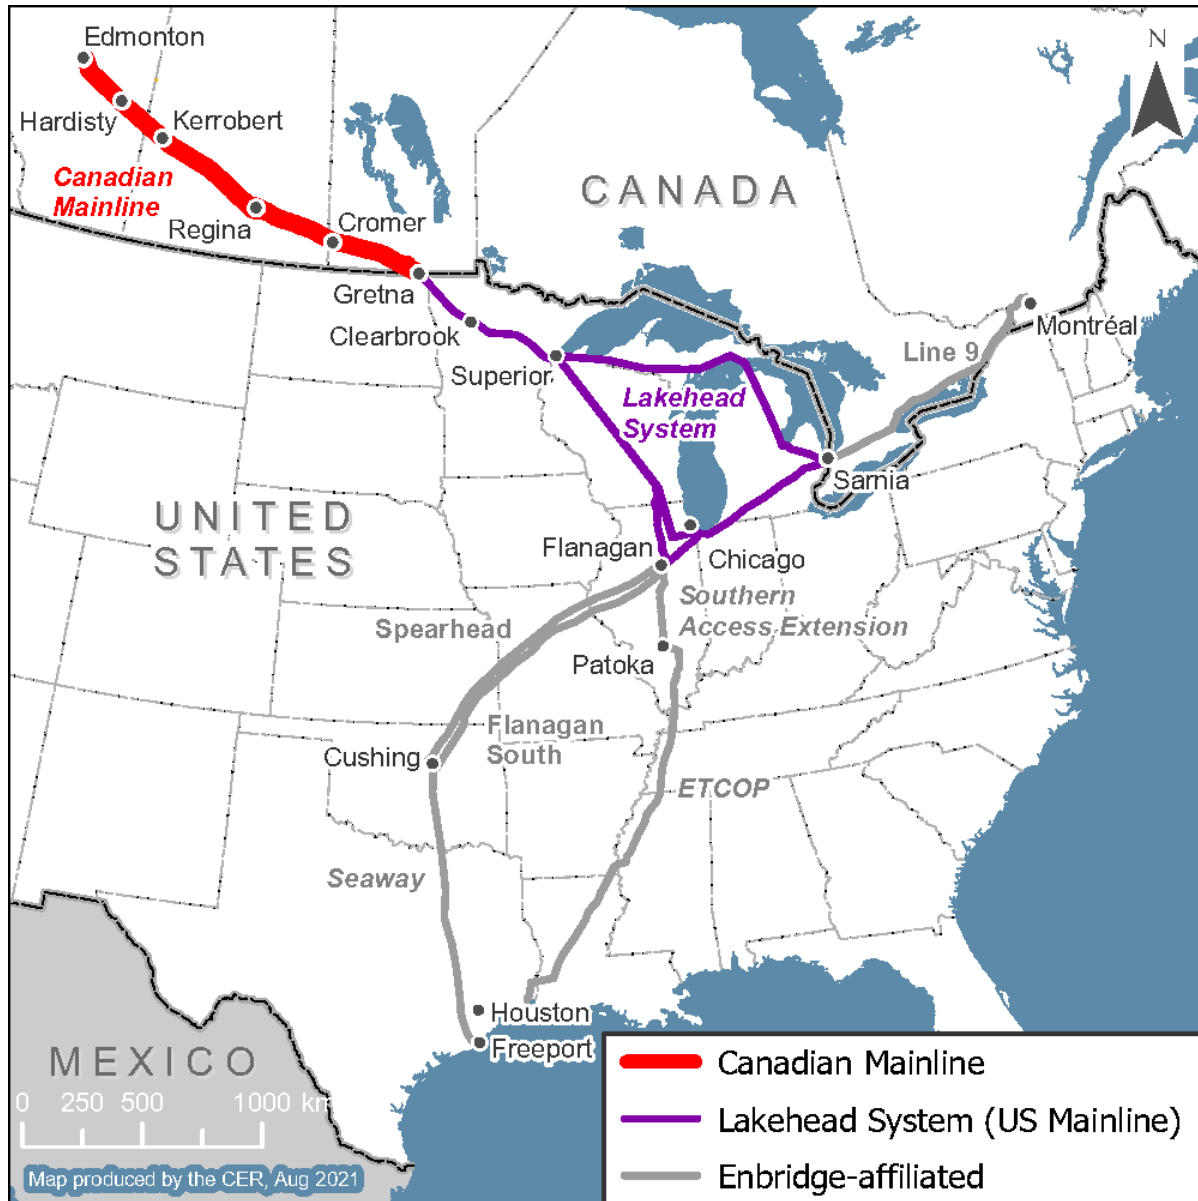 Edmonton
N
Hardisty
Kerrobert
Canadian
Mainline
CANADA
Regina
Cromer
Gretna
Clearbrook
Montréal
Line 9
Superior
Lakehead
System
Sarnia
UNITED
STATES
Flanagan
Chicago
Southern
Access Extension
Spearhead
Patoka
Flanagan
South
Cushing
ETCOP
Seaway
Houston
Freeport
MEXICO
0 250 500 1000 km
Map produced by the CER, Aug 2021
Canadian Mainline
Lakehead System (US Mainline)
Enbridge-affiliated